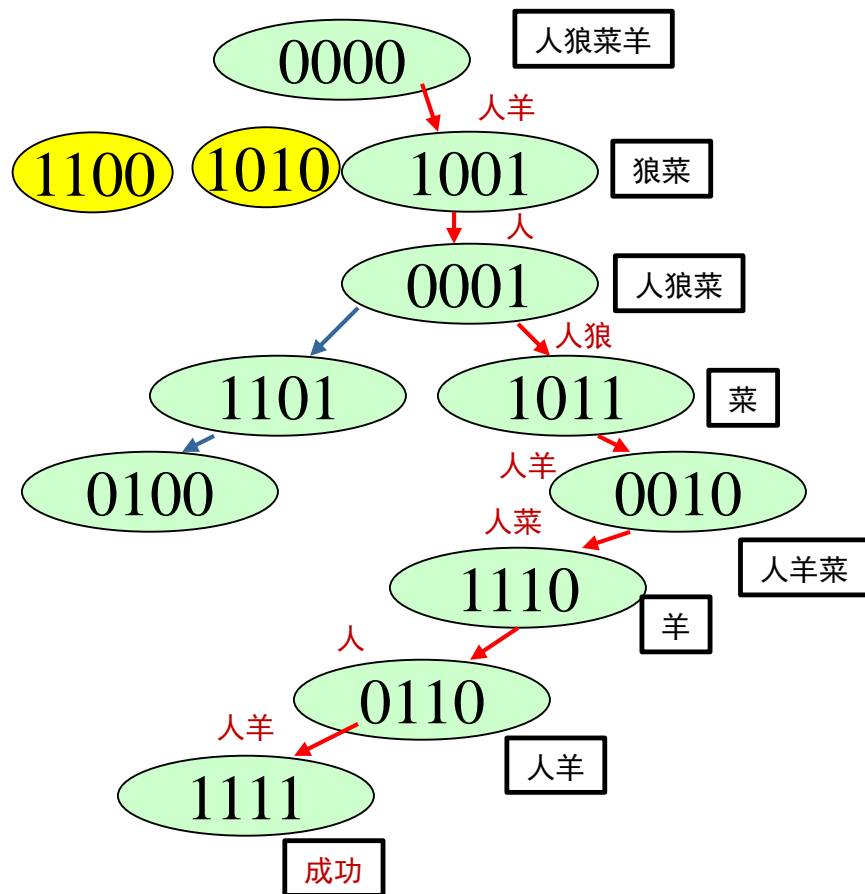 0000
人狼菜羊
人羊
1100
1010
1001
狼菜
人
0001
人狼菜
人狼
1101
1011
菜
人羊
0100
0010
人菜
人羊菜
1110
羊
人
0110
人羊
人羊
1111
成功